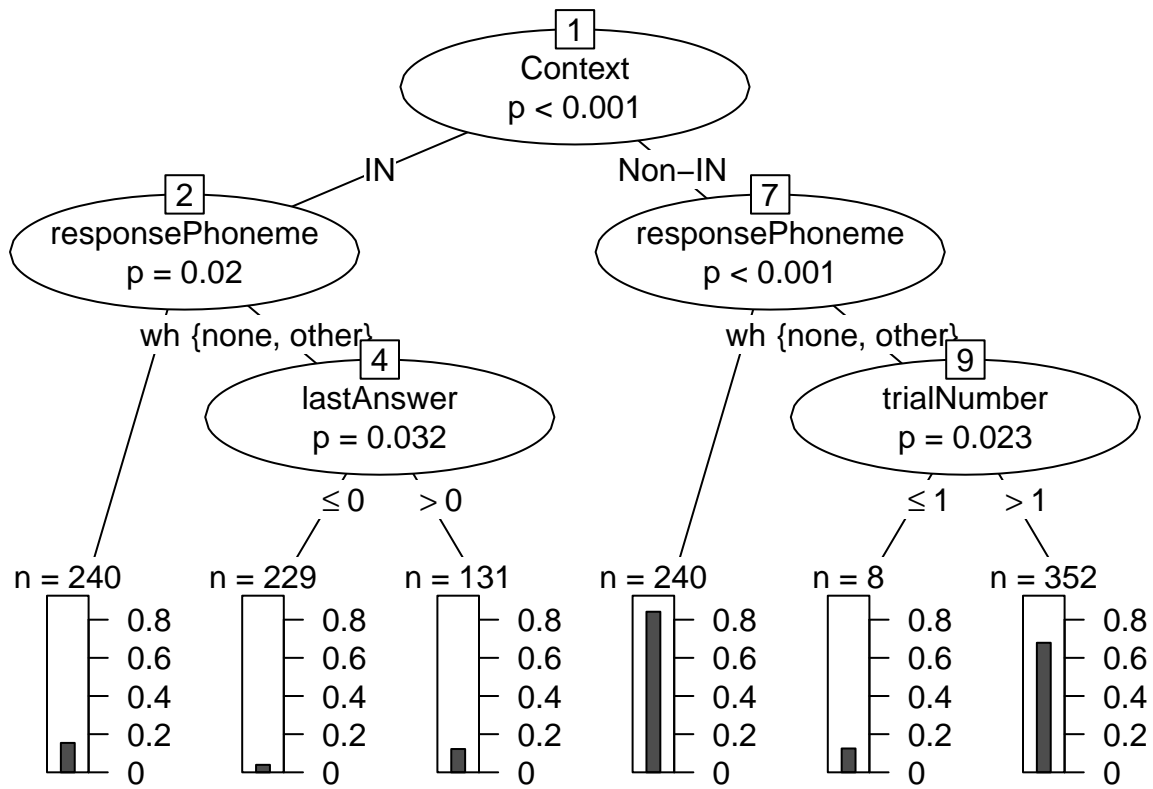 1
Context
p < 0.001
IN
Non−IN
2
responsePhoneme
p = 0.02
7
responsePhoneme
p < 0.001
wh {none, other}
wh {none, other}
4
lastAnswer
p = 0.032
9
trialNumber
p = 0.023
≤ 0
> 0
≤ 1
> 1
n = 240
n = 229
n = 131
n = 240
n = 8
n = 352
0.8 0.8 0.8 0.8 0.8 0.8
0.6 0.6 0.6 0.6 0.6 0.6
0.4 0.4 0.4 0.4 0.4 0.4
0.2 0.2 0.2 0.2 0.2 0.2
0 0 0 0 0 0